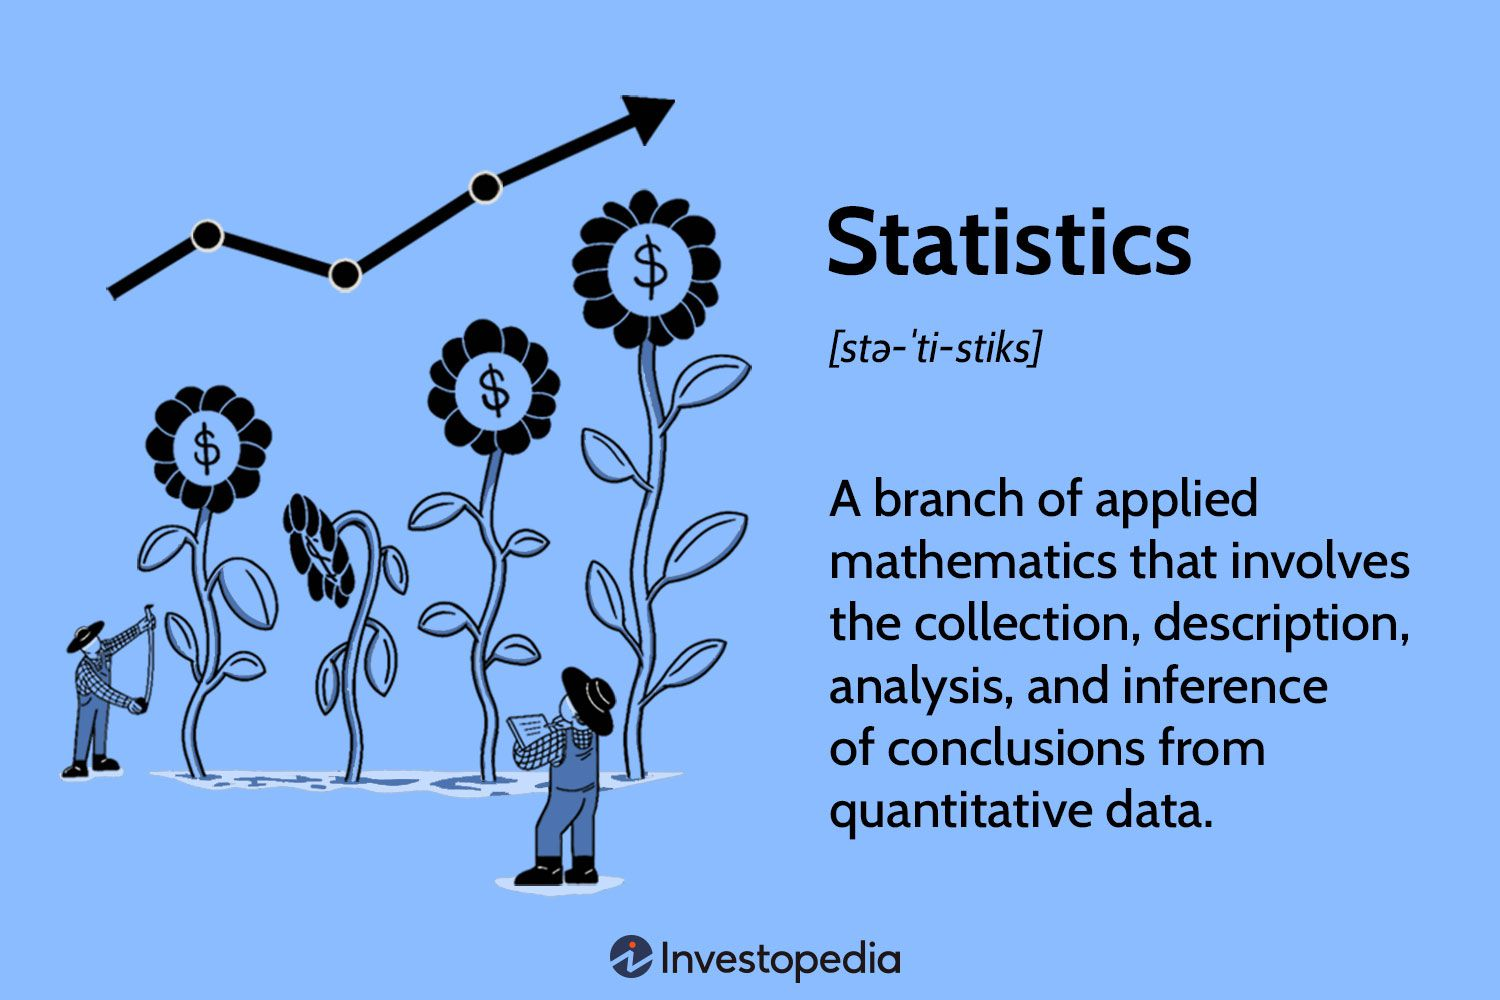 $
$
$
Statistics
[stə-ˈti-stiks]
A branch of applied
mathematics that involves
the collection, description,
analysis, and inference
of conclusions from
quantitative data.
Investopedia